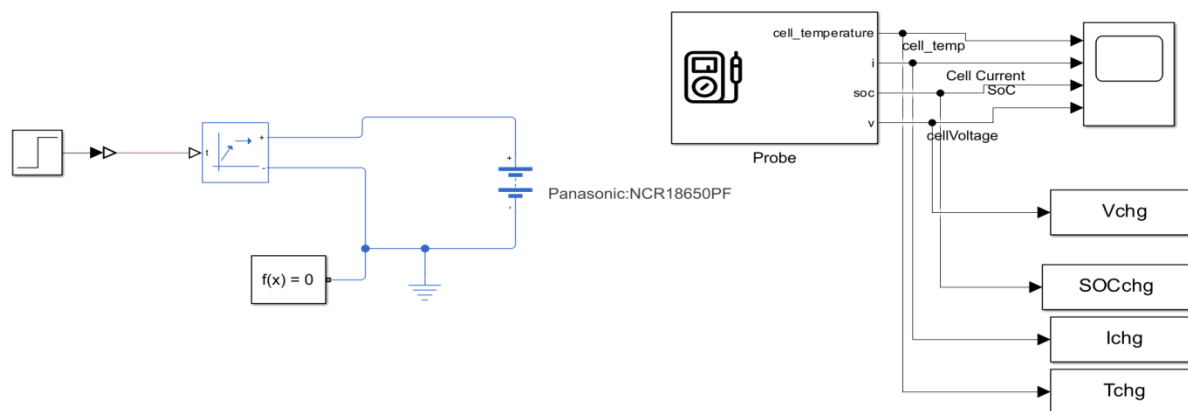 cell_temperature
cell_temp
i
Cell Current
soc
SoC
v
cellVoltage
Probe
t
+
-
+
-
Panasonic:NCR18650PF
f(x) = 0
Vchg
SOCchg
Ichg
Tchg